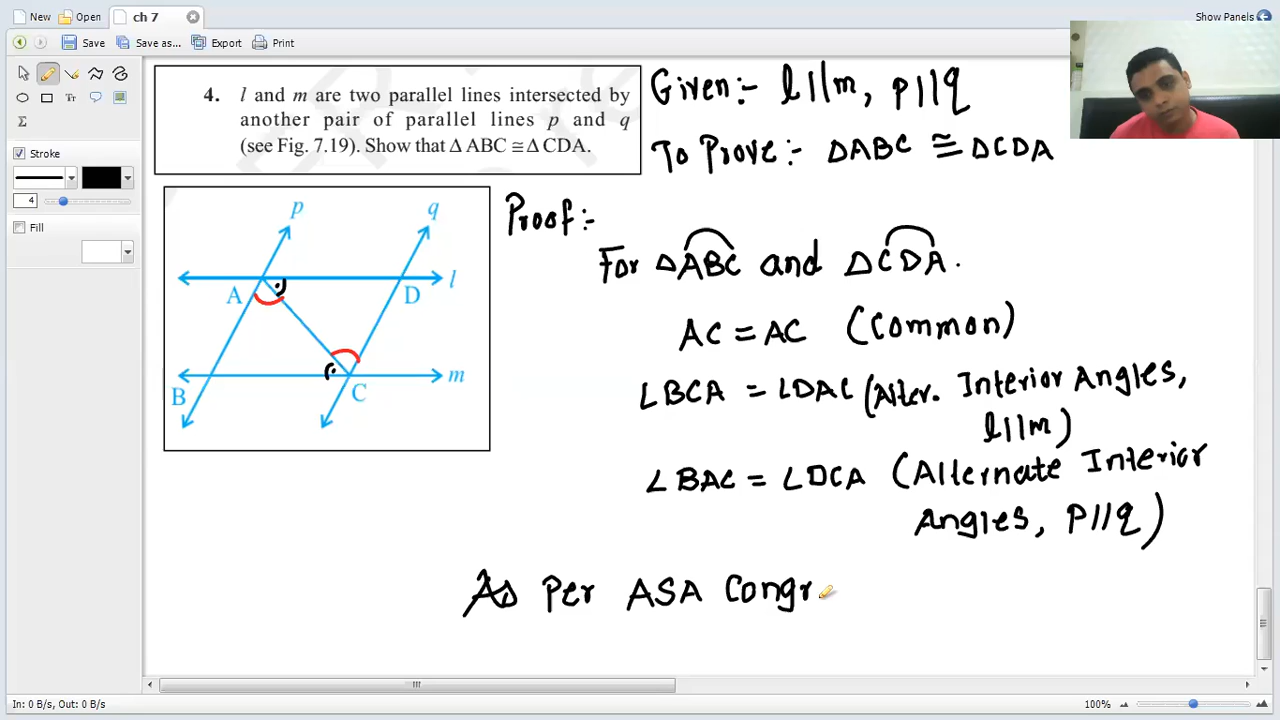 New Open ch 7 Show Panels
Save Save as... Export Print
4. l and m are two parallel lines intersected by
another pair of parallel lines p and q
(see Fig. 7.19). Show that Δ ABC ≅ Δ CDA.
Given:- l||m, p||q
To Prove:- ΔABC ≅ ΔCDA
Stroke
4
Fill
p q
A D l
B C m
Proof:-
For ΔABC and ΔCDA.
AC = AC (Common)
∠BCA = ∠DAC (Alter. Interior Angles,
l||m)
∠BAC = ∠DCA (Alternate Interior
Angles, P||q)
As Per ASA Congr
In: 0 B/s, Out: 0 B/s 100%